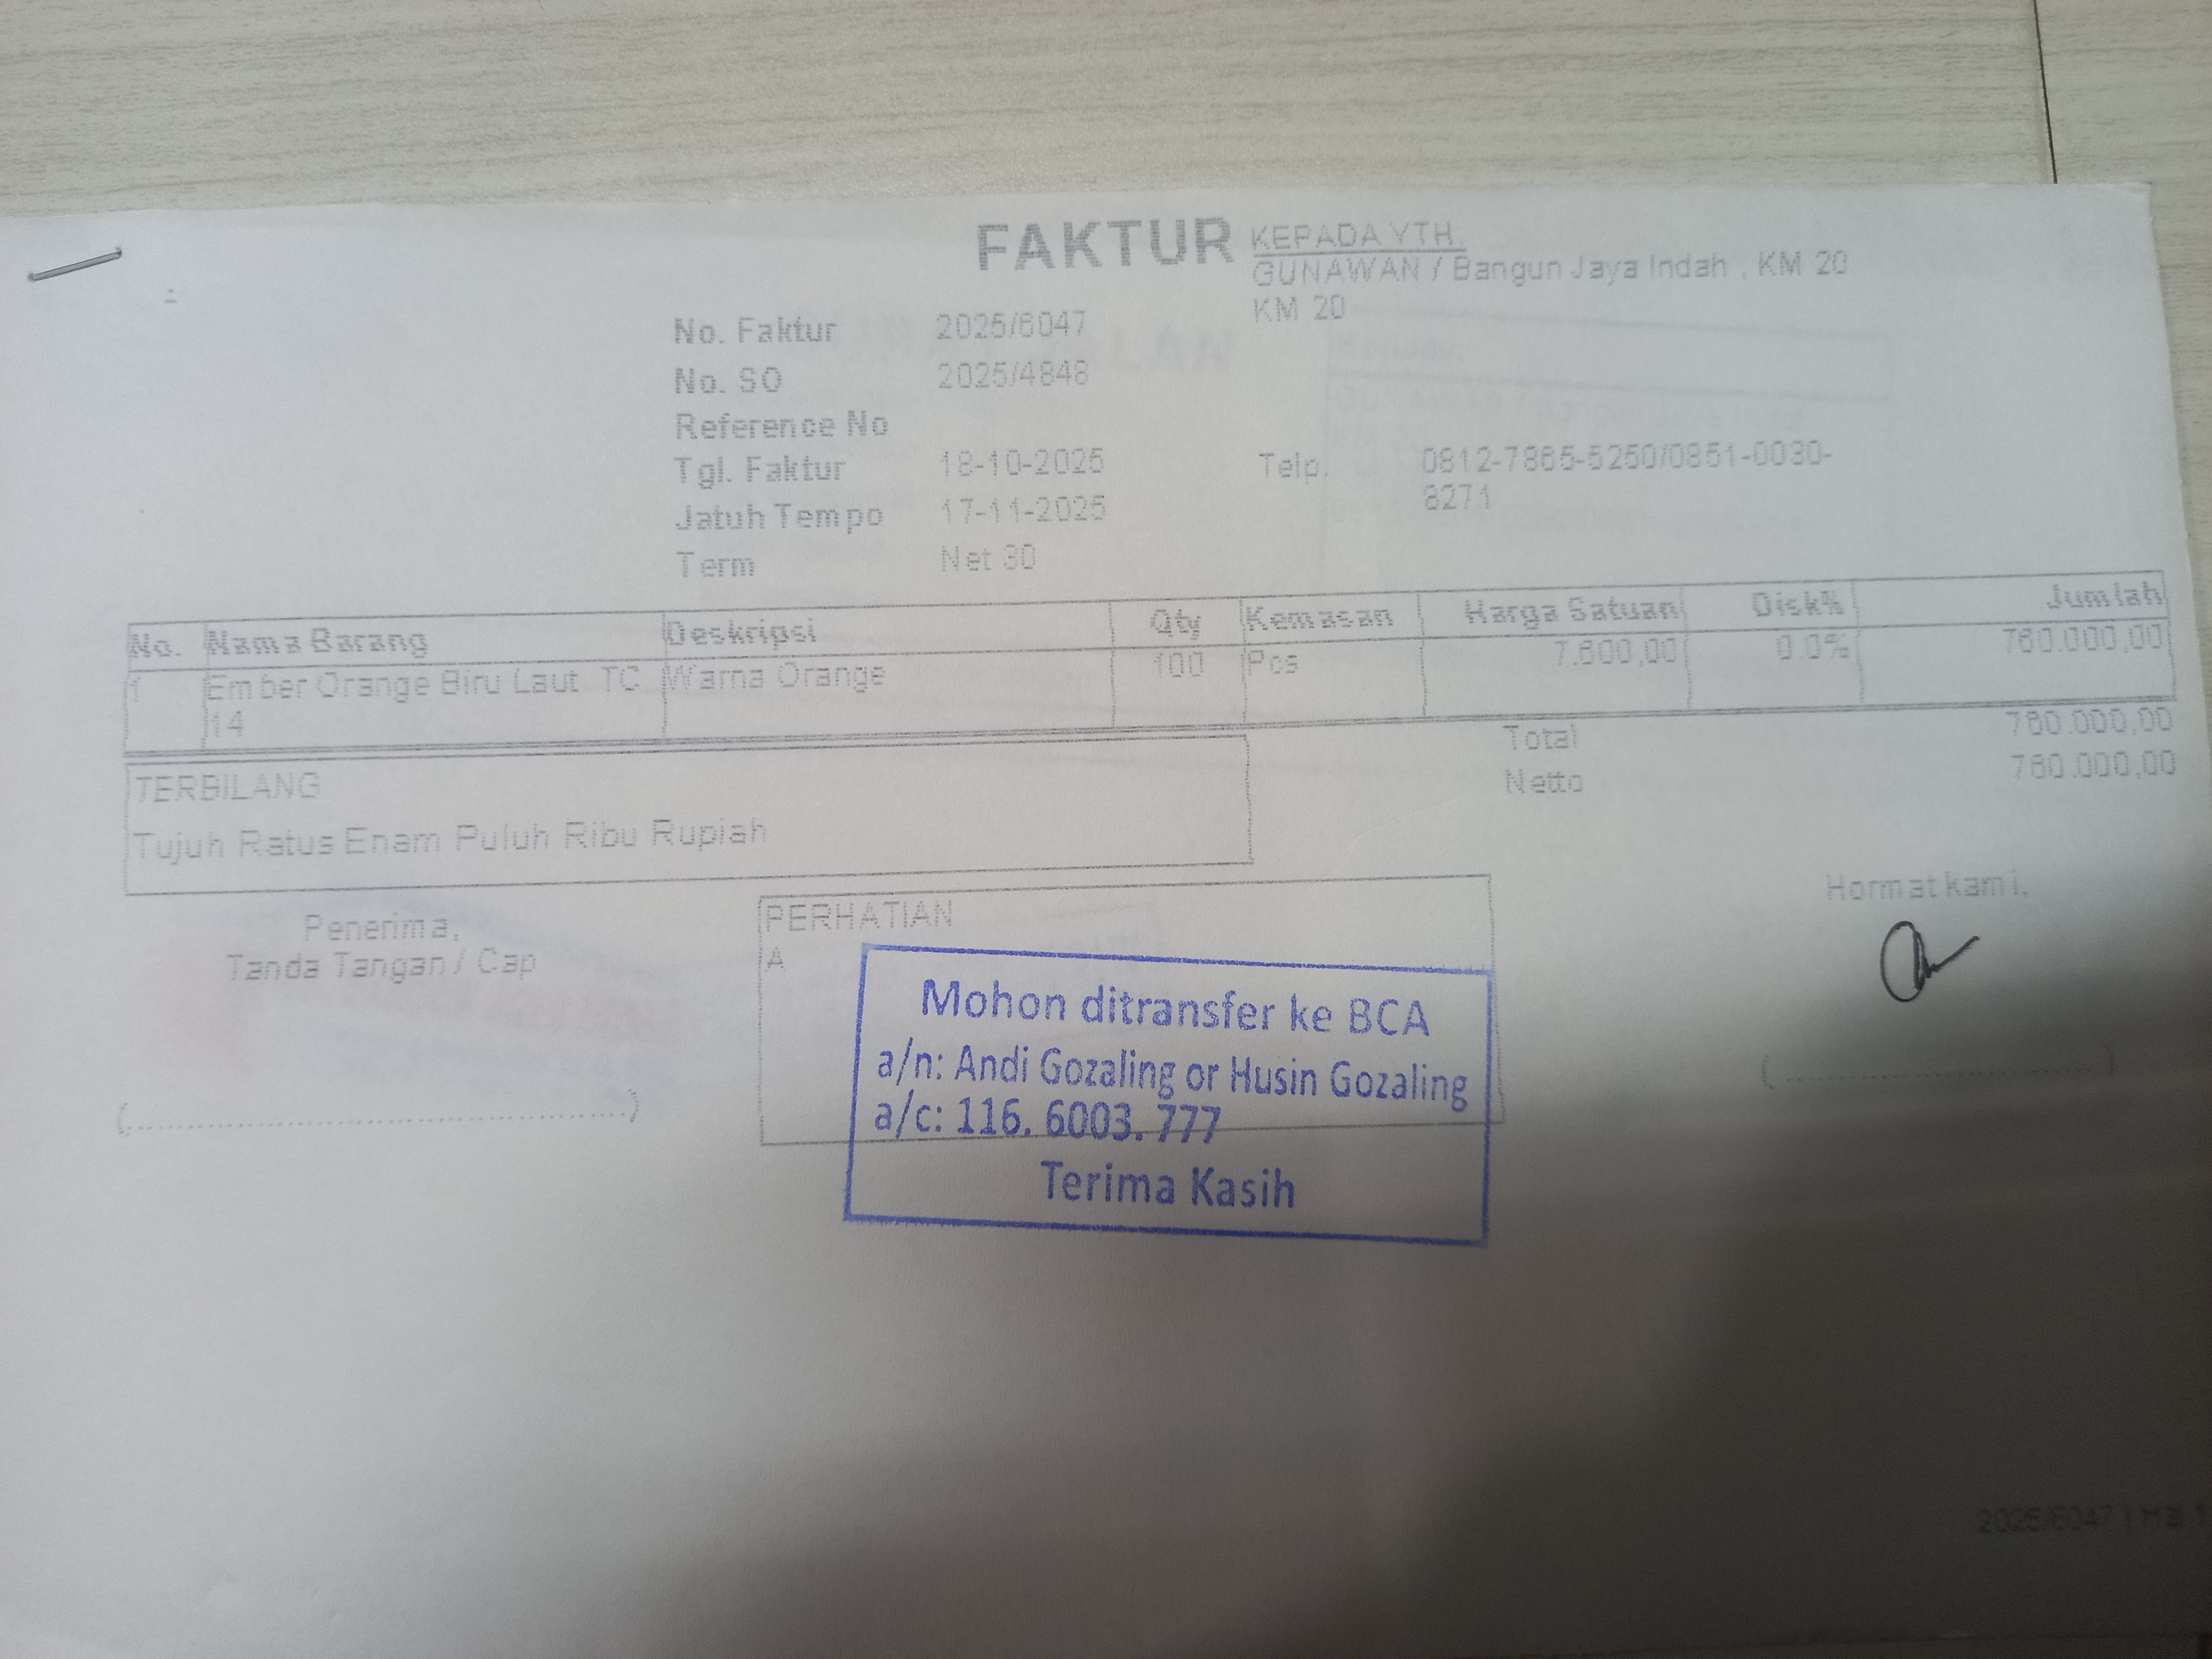 FAKTUR
KEPADA YTH.
GUNAWAN / Bangun Jaya Indah , KM 20
KM 20
No. Faktur 2025/6047
No. SO 2025/4848
Reference No
Tgl. Faktur 18-10-2025
Telp. 0812-7865-5250/0851-0030-
8271
Jatuh Tempo 17-11-2025
Term Net 30
No. Nama Barang Deskripsi Qty Kemasan Harga Satuan Disk% Jumlah
1 Ember Orange Biru Laut TC Warna Orange 100 Pcs 7.600,00 0.0% 760.000,00
14
Total 760.000,00
Netto 760.000,00
TERBILANG
Tujuh Ratus Enam Puluh Ribu Rupiah
Penerima,
Tanda Tangan / Cap
PERHATIAN
A
Hormat kami,
Mohon ditransfer ke BCA
a/n: Andi Gozaling or Husin Gozaling
a/c: 116. 6003. 777
Terima Kasih
(..........................................)
(..........................................)
2025/6047 | Hal 1